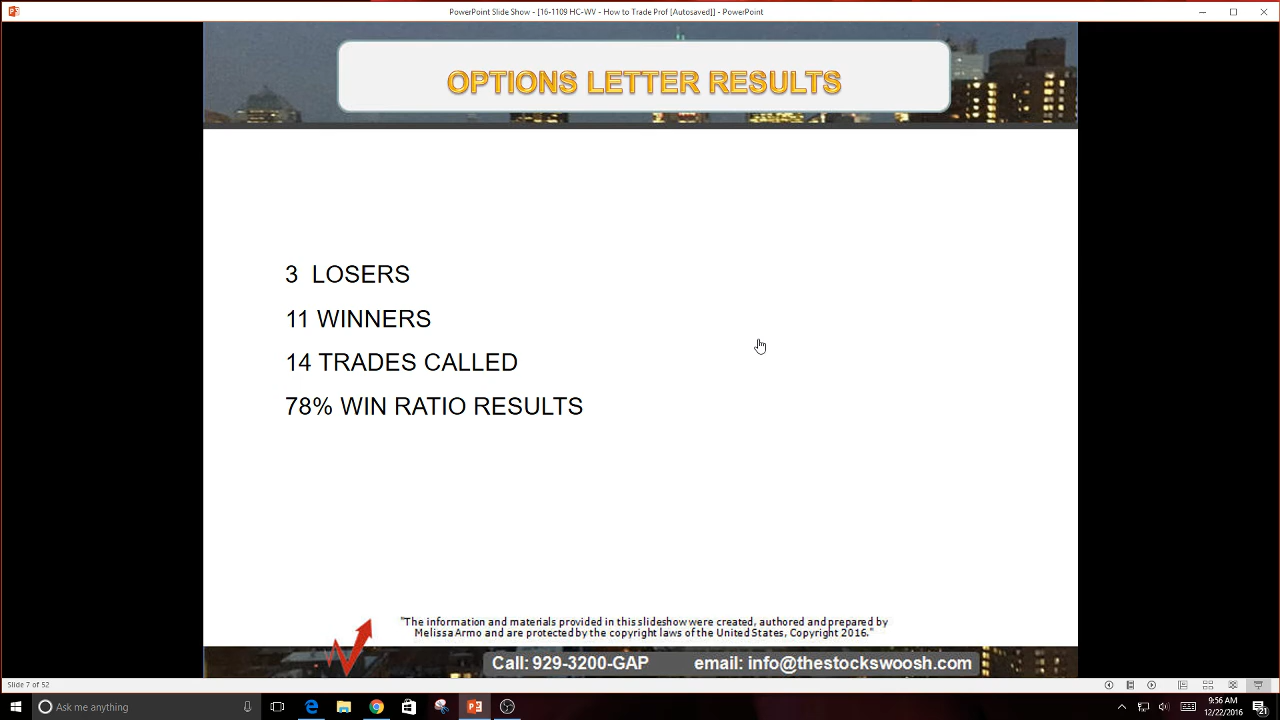 PowerPoint Slide Show - [16-1109 HC-WV - How to Trade Prof [Autosaved]] - PowerPoint
OPTIONS LETTER RESULTS
3 LOSERS
11 WINNERS
14 TRADES CALLED
78% WIN RATIO RESULTS
"The information and materials provided in this slideshow were created, authored and prepared by
Melissa Armo and are protected by the copyright laws of the United States, Copyright 2016."
Call: 929-3200-GAP email: info@thestockswoosh.com
Slide 7 of 52
Ask me anything
9:56 AM
12/22/2016